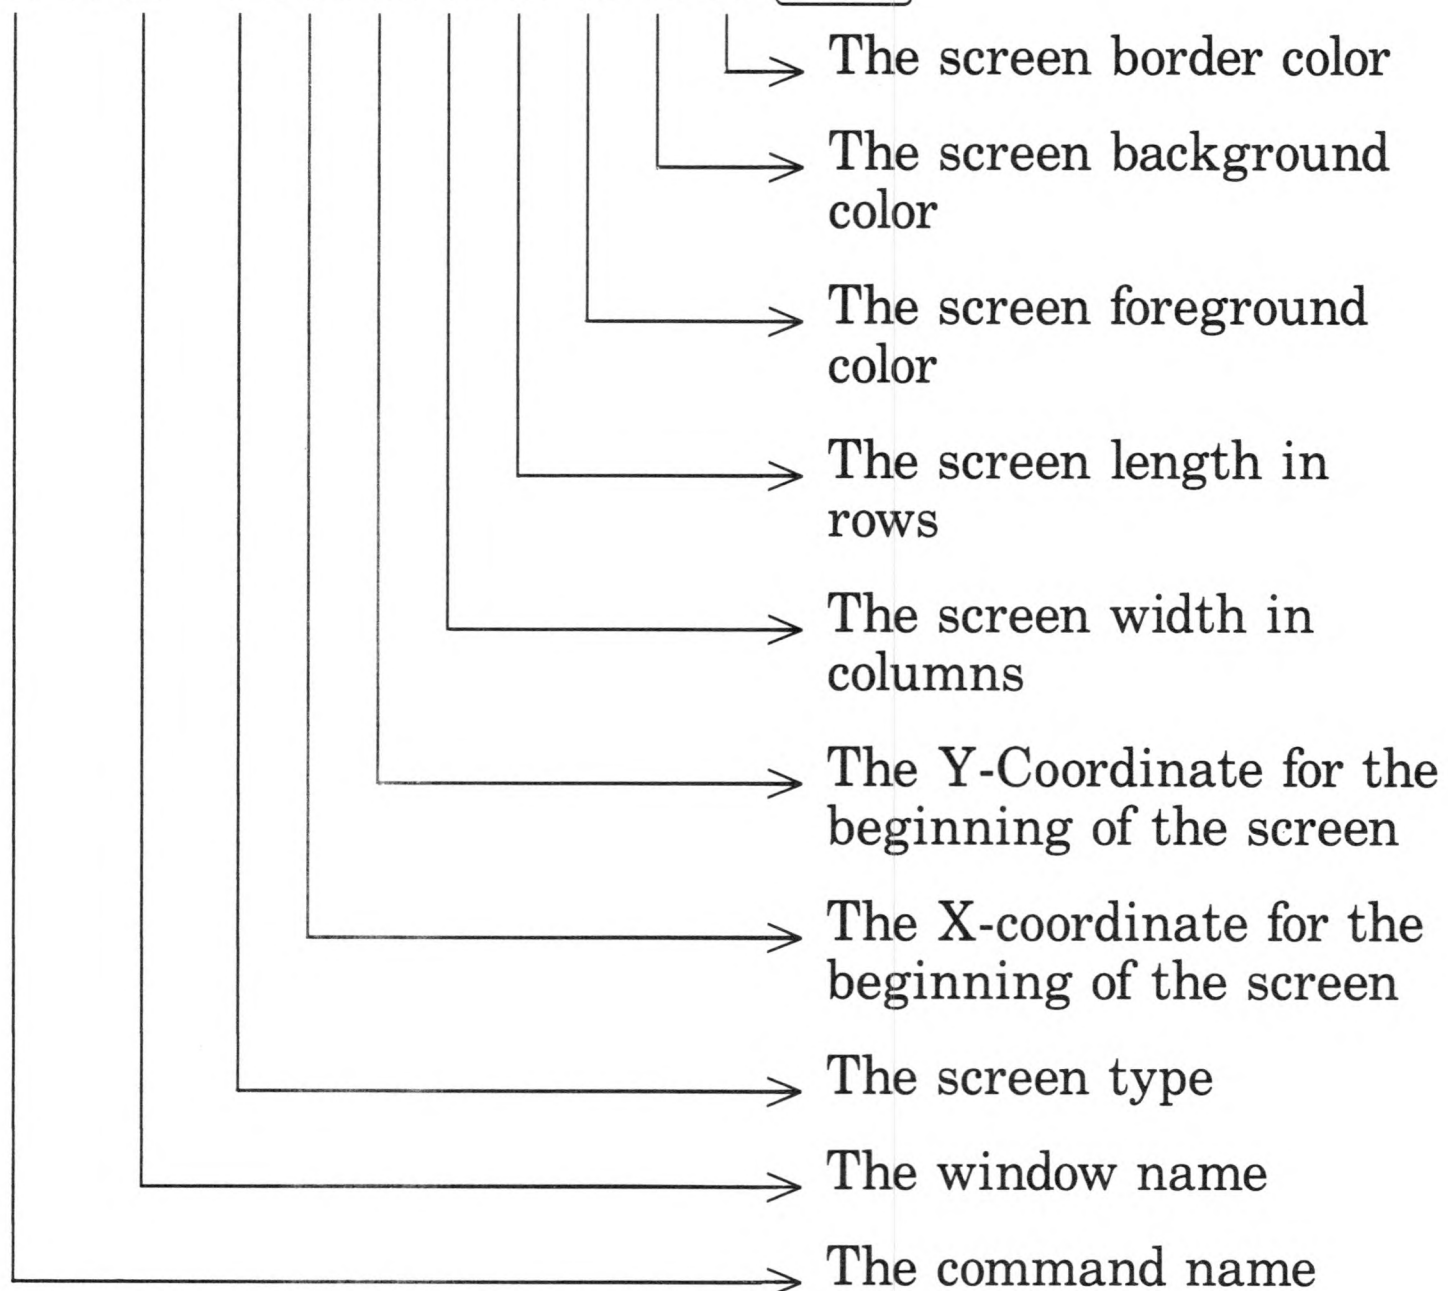 The screen border color
The screen background
color
The screen foreground
color
The screen length in
rows
The screen width in
columns
The Y-Coordinate for the
beginning of the screen
The X-coordinate for the
beginning of the screen
The screen type
The window name
The command name